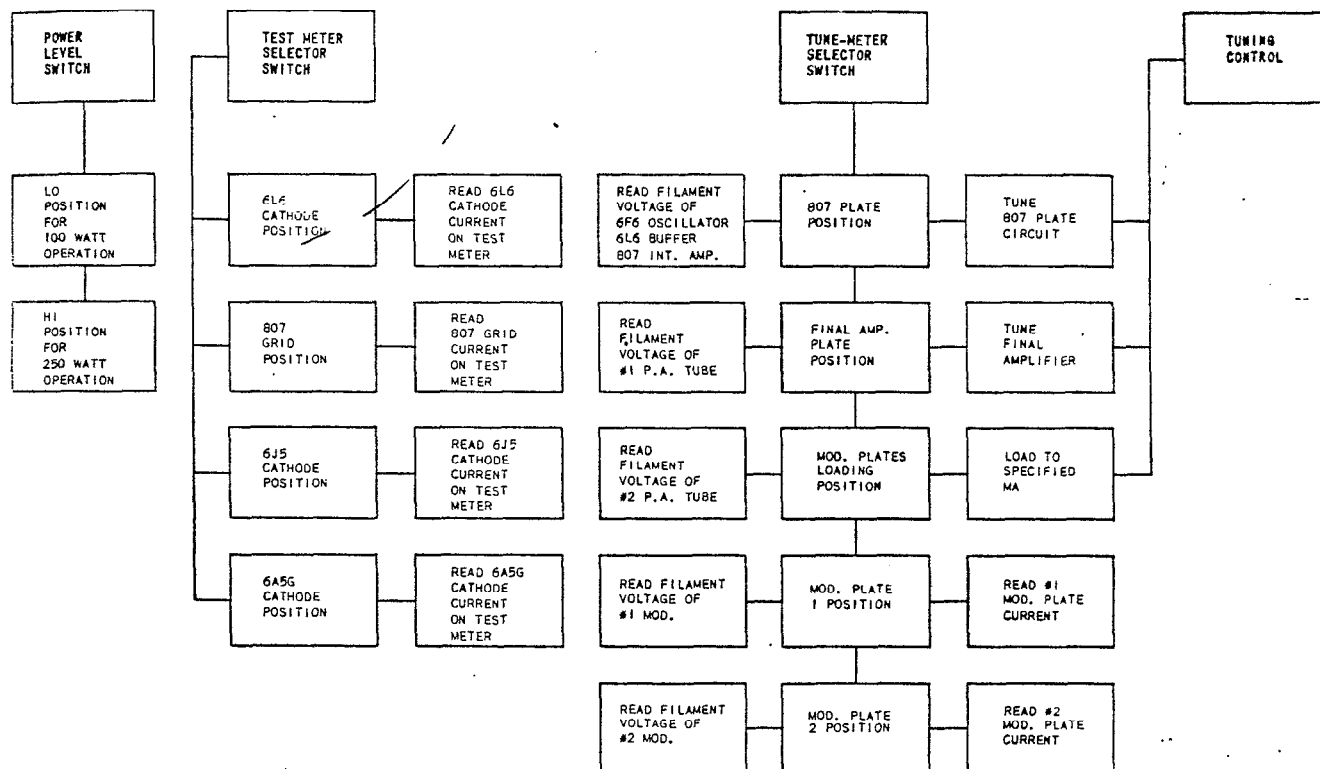 POWER
LEVEL
SWITCH
TEST METER
SELECTOR
SWITCH
TUNE-METER
SELECTOR
SWITCH
TUNING
CONTROL
LO
POSITION
FOR
100 WATT
OPERATION
6L6
CATHODE
POSITION
READ 6L6
CATHODE
CURRENT
ON TEST
METER
READ FILAMENT
VOLTAGE OF
6F6 OSCILLATOR
6L6 BUFFER
807 INT. AMP.
807 PLATE
POSITION
TUNE
807 PLATE
CIRCUIT
HI
POSITION
FOR
250 WATT
OPERATION
807
GRID
POSITION
READ
807 GRID
CURRENT
ON TEST
METER
READ
FILAMENT
VOLTAGE OF
#1 P.A. TUBE
FINAL AMP.
PLATE
POSITION
TUNE
FINAL
AMPLIFIER
6J5
CATHODE
POSITION
READ 6J5
CATHODE
CURRENT
ON TEST
METER
READ
FILAMENT
VOLTAGE OF
#2 P.A. TUBE
MOD. PLATES
LOADING
POSITION
LOAD TO
SPECIFIED
MA
6A5G
CATHODE
POSITION
READ 6A5G
CATHODE
CURRENT
ON TEST
METER
READ FILAMENT
VOLTAGE OF
#1 MOD.
MOD. PLATE
1 POSITION
READ #1
MOD. PLATE
CURRENT
READ FILAMENT
VOLTAGE OF
#2 MOD.
MOD. PLATE
2 POSITION
READ #2
MOD. PLATE
CURRENT